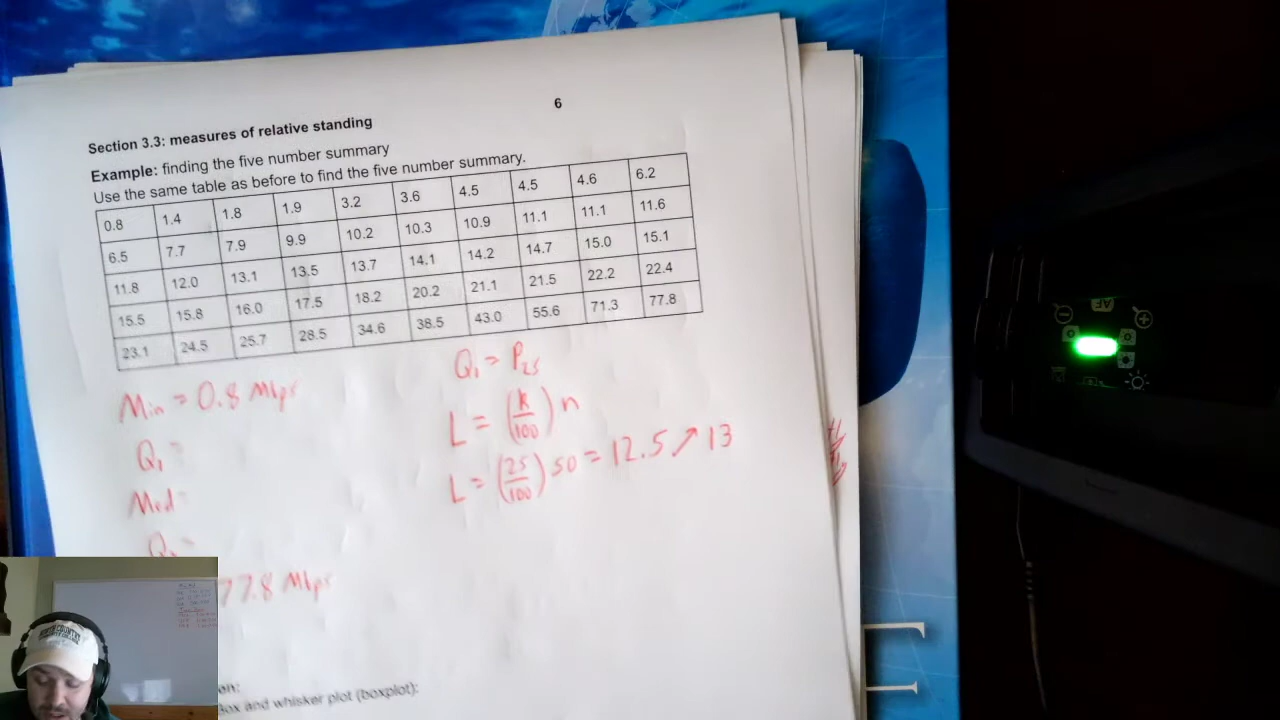 6
Section 3.3: measures of relative standing
Example: finding the five number summary
Use the same table as before to find the five number summary.
0.8 1.4 1.8 1.9 3.2 3.6 4.5 4.5 4.6 6.2
6.5 7.7 7.9 9.9 10.2 10.3 10.9 11.1 11.1 11.6
11.8 12.0 13.1 13.5 13.7 14.1 14.2 14.7 15.0 15.1
15.5 15.8 16.0 17.5 18.2 20.2 21.1 21.5 22.2 22.4
23.1 24.5 25.7 28.5 34.6 38.5 43.0 55.6 71.3 77.8
Min = 0.8 Mbps
Q₁ =
Med =
77.8 Mbps
Q₁ = P₂₅
L = (k/100) n
L = (25/100) 50 = 12.5 ↗ 13
on:
Box and whisker plot (boxplot):
AF